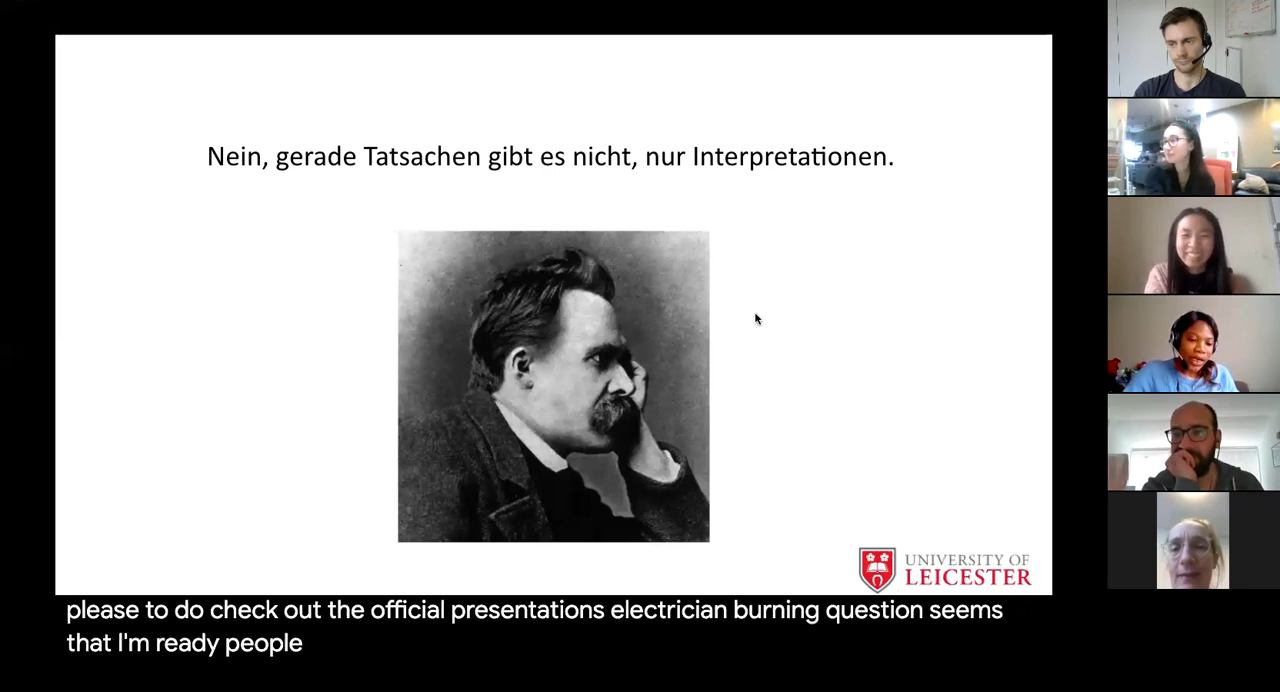 Nein, gerade Tatsachen gibt es nicht, nur Interpretationen.
UNIVERSITY OF
LEICESTER
please to do check out the official presentations electrician burning question seems
that I'm ready people